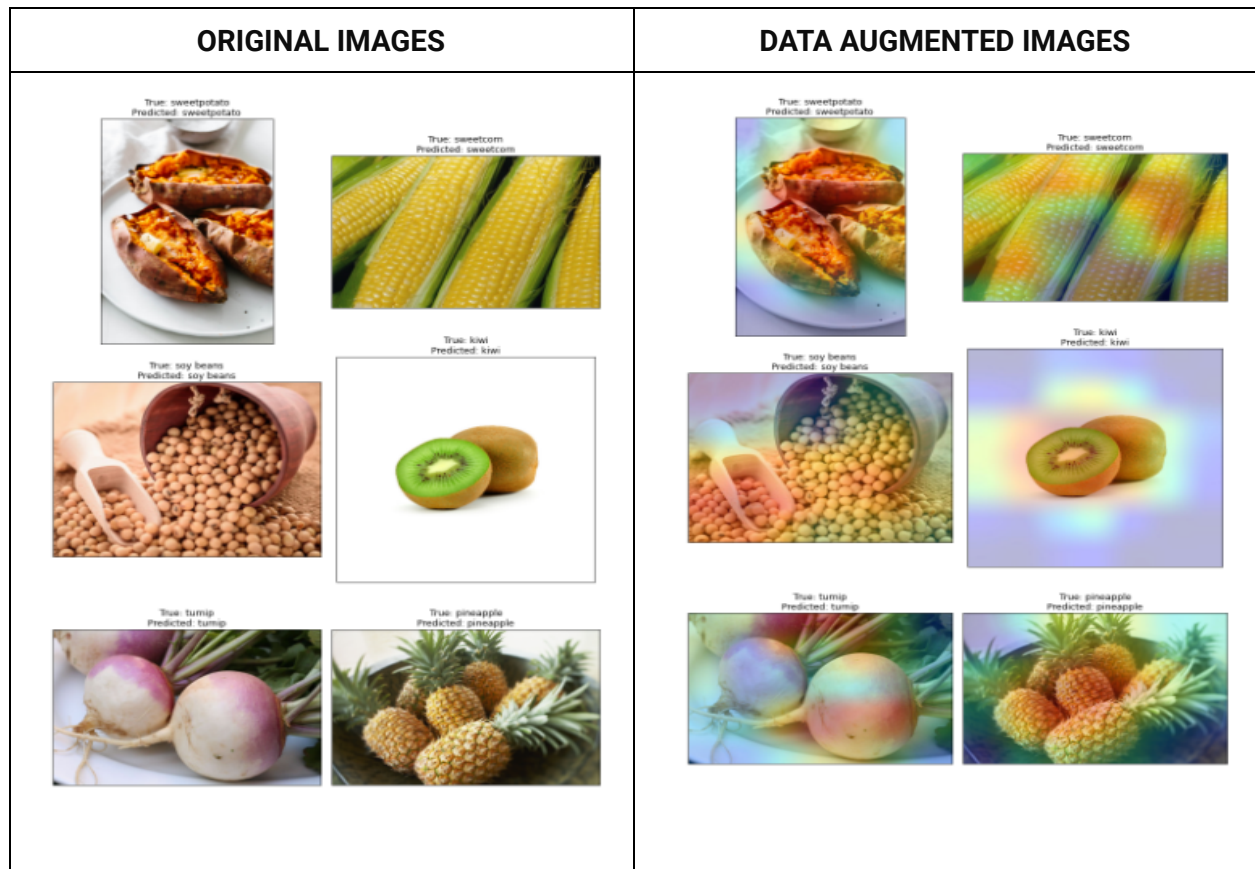 ORIGINAL IMAGES
DATA AUGMENTED IMAGES
True: sweetpotato
Predicted: sweetpotato
True: sweetcorn
Predicted: sweetcorn
True: soy beans
Predicted: soy beans
True: kiwi
Predicted: kiwi
True: turnip
Predicted: turnip
True: pineapple
Predicted: pineapple
True: sweetpotato
Predicted: sweetpotato
True: sweetcorn
Predicted: sweetcorn
True: soy beans
Predicted: soy beans
True: kiwi
Predicted: kiwi
True: turnip
Predicted: turnip
True: pineapple
Predicted: pineapple